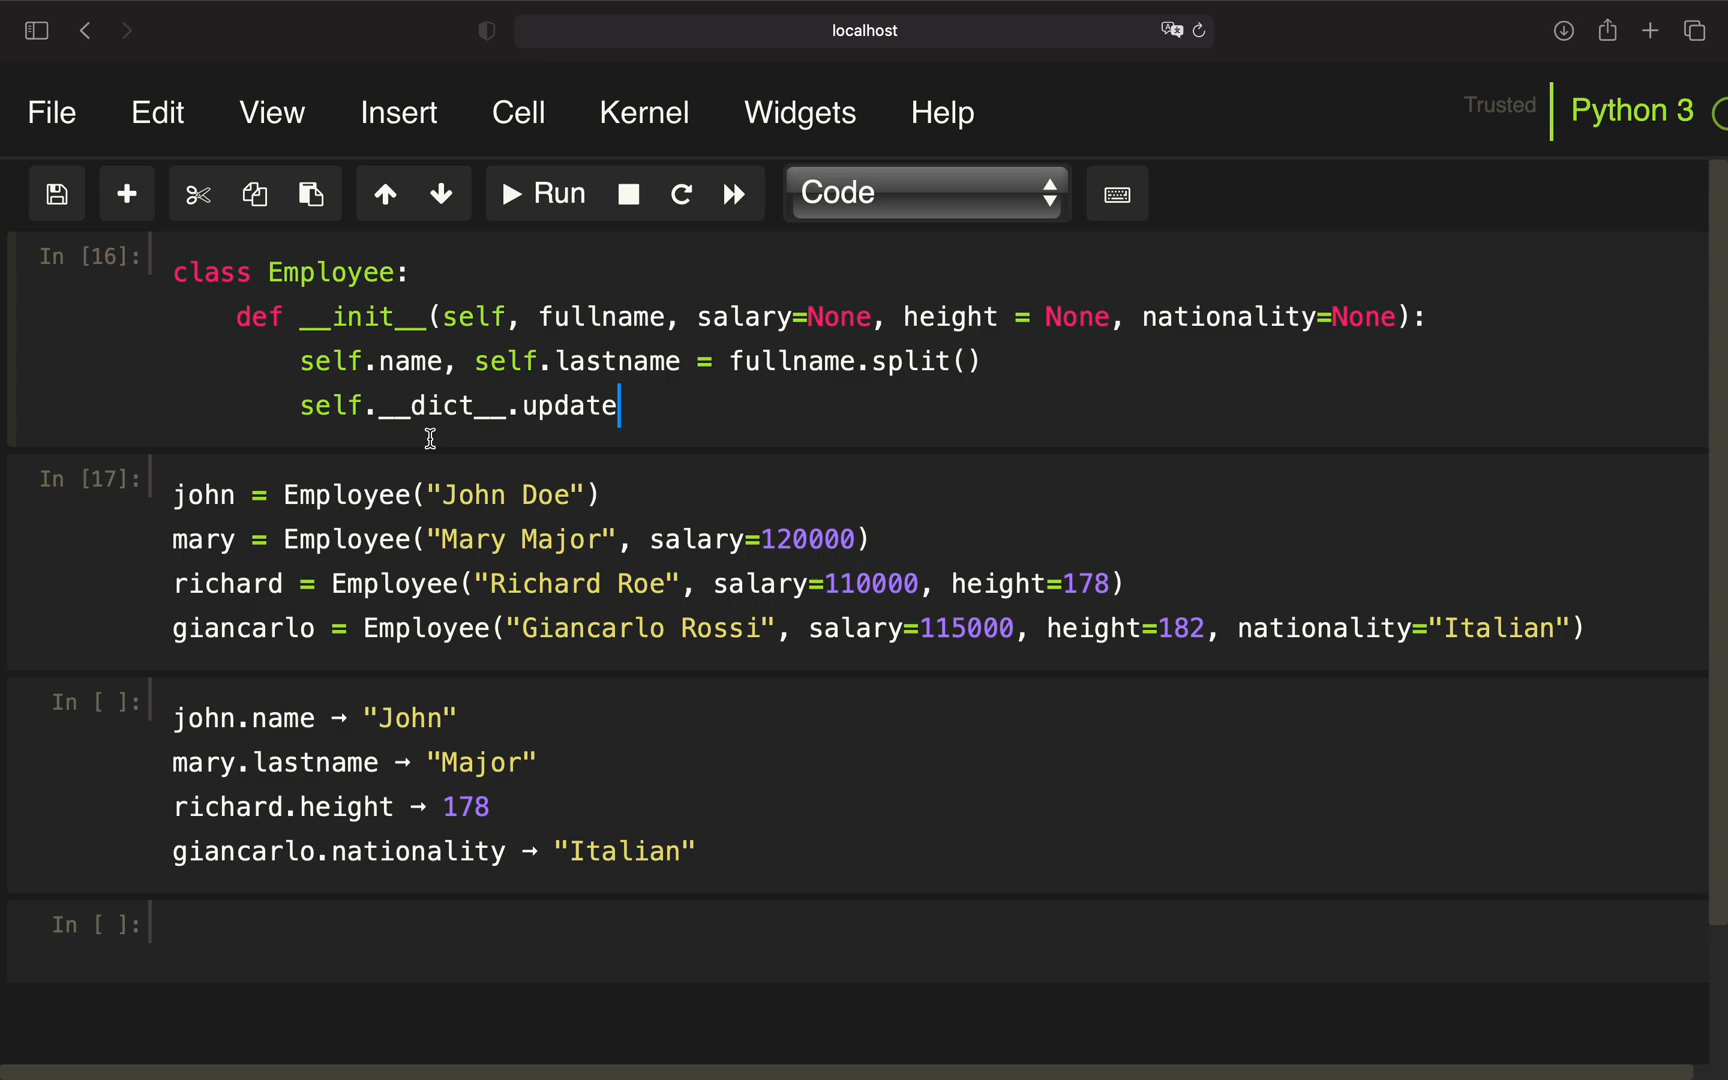 localhost
File Edit View Insert Cell Kernel Widgets Help Trusted Python 3
Run Code
In [16]:
class Employee:
def __init__(self, fullname, salary=None, height = None, nationality=None):
self.name, self.lastname = fullname.split()
self.__dict__.update
In [17]:
john = Employee("John Doe")
mary = Employee("Mary Major", salary=120000)
richard = Employee("Richard Roe", salary=110000, height=178)
giancarlo = Employee("Giancarlo Rossi", salary=115000, height=182, nationality="Italian")
In [ ]:
john.name → "John"
mary.lastname → "Major"
richard.height → 178
giancarlo.nationality → "Italian"
In [ ]: